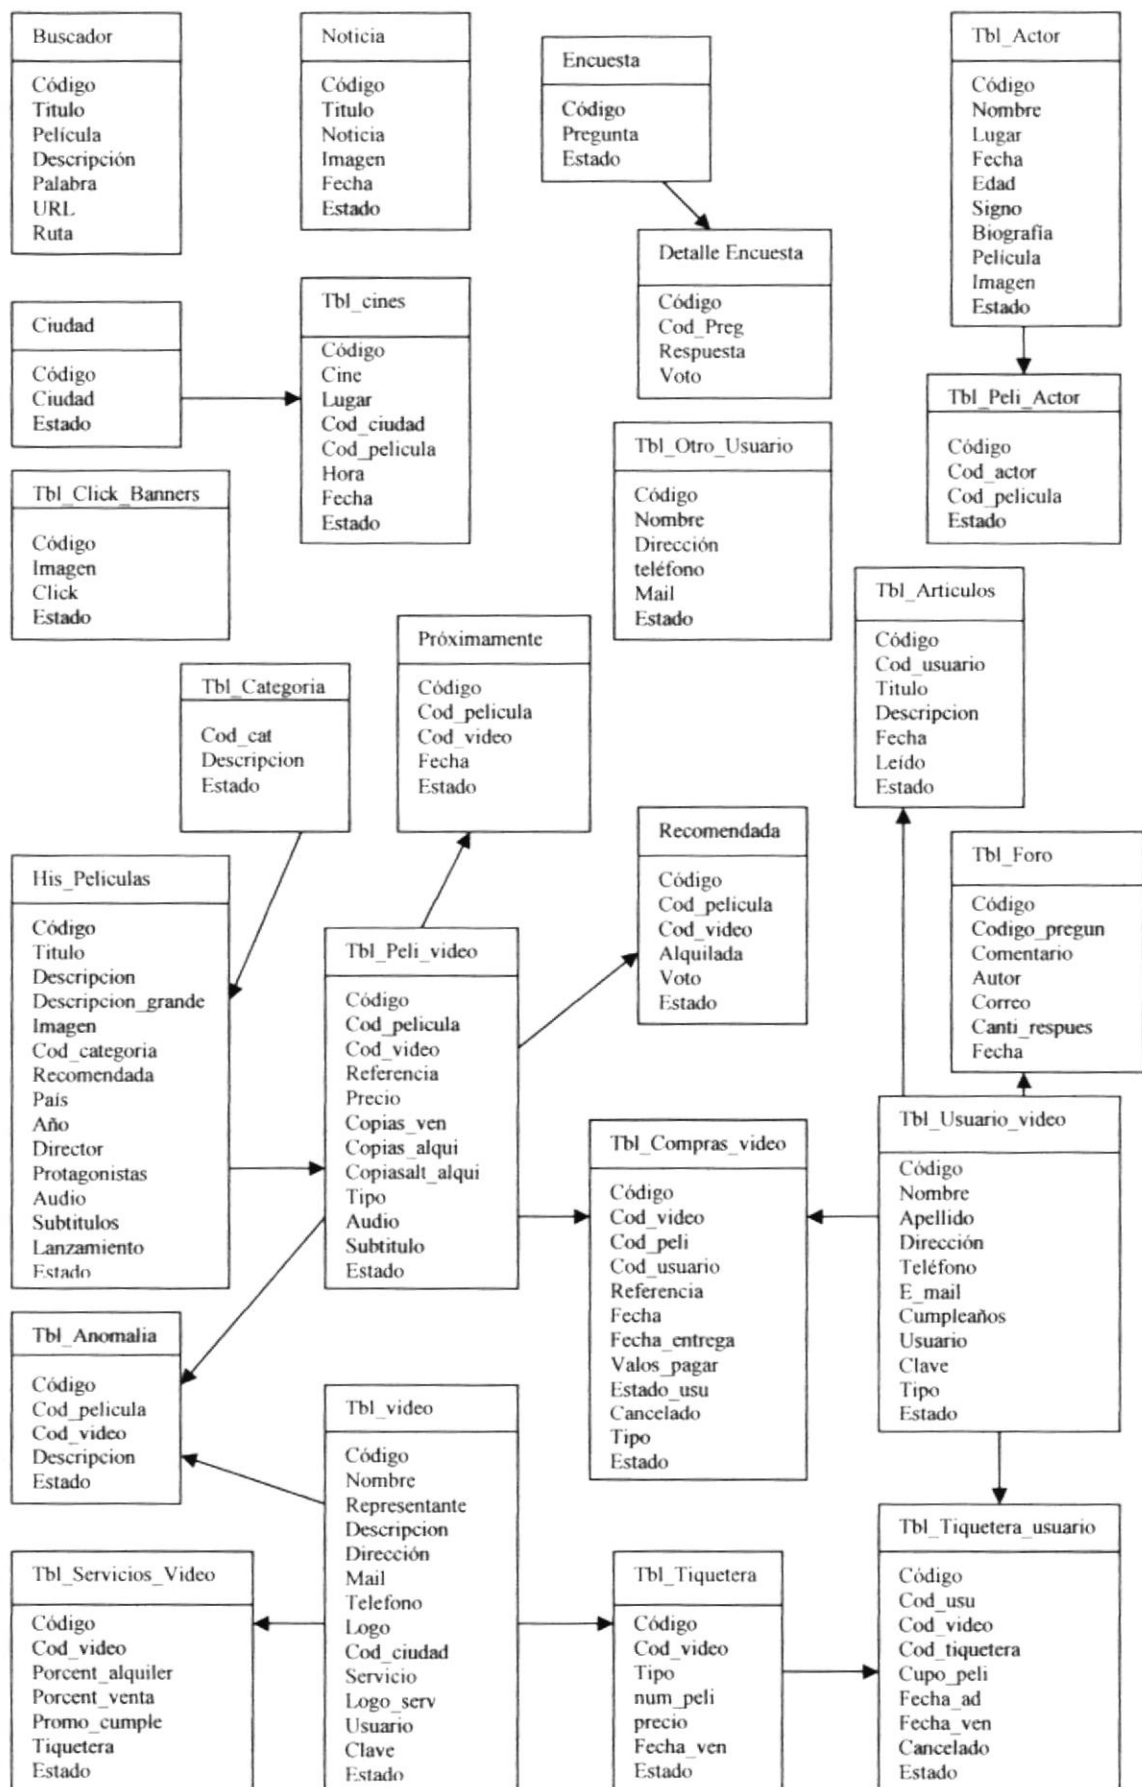 Buscador
Código
Titulo
Película
Descripción
Palabra
URL
Ruta
Noticia
Código
Titulo
Noticia
Imagen
Fecha
Estado
Encuesta
Código
Pregunta
Estado
Tbl_Actor
Código
Nombre
Lugar
Fecha
Edad
Signo
Biografía
Película
Imagen
Estado
Detalle Encuesta
Código
Cod_Preg
Respuesta
Voto
Ciudad
Código
Ciudad
Estado
Tbl_cines
Código
Cine
Lugar
Cod_ciudad
Cod_pelicula
Hora
Fecha
Estado
Tbl_Peli_Actor
Código
Cod_actor
Cod_pelicula
Estado
Tbl_Click_Banners
Código
Imagen
Click
Estado
Tbl_Otro_Usuario
Código
Nombre
Dirección
teléfono
Mail
Estado
Tbl_Articulos
Código
Cod_usuario
Titulo
Descripcion
Fecha
Leído
Estado
Próximamente
Código
Cod_pelicula
Cod_video
Fecha
Estado
Tbl_Categoria
Cod_cat
Descripcion
Estado
Recomendada
Código
Cod_película
Cod_video
Alquilada
Voto
Estado
Tbl_Foro
Código
Codigo_pregun
Comentario
Autor
Correo
Canti_respues
Fecha
His_Peliculas
Código
Titulo
Descripcion
Descripcion_grande
Imagen
Cod_categoria
Recomendada
País
Año
Director
Protagonistas
Audio
Subtitulos
Lanzamiento
Estado
Tbl_Peli_video
Código
Cod_pelicula
Cod_video
Referencia
Precio
Copias_ven
Copias_alqui
Copiasalt_alqui
Tipo
Audio
Subtitulo
Estado
Tbl_Compras_video
Código
Cod_video
Cod_peli
Cod_usuario
Referencia
Fecha
Fecha_entrega
Valos_pagar
Estado_usu
Cancelado
Tipo
Estado
Tbl_Usuario_video
Código
Nombre
Apellido
Dirección
Teléfono
E_mail
Cumpleaños
Usuario
Clave
Tipo
Estado
Tbl_Anomalia
Código
Cod_pelicula
Cod_video
Descripcion
Estado
Tbl_video
Código
Nombre
Representante
Descripcion
Dirección
Mail
Telefono
Logo
Cod_ciudad
Servicio
Logo_serv
Usuario
Clave
Estado
Tbl_Servicios_Video
Código
Cod_video
Porcent_alquiler
Porcent_venta
Promo_cumple
Tiquetera
Estado
Tbl_Tiquetera
Código
Cod_video
Tipo
num_peli
precio
Fecha_ven
Estado
Tbl_Tiquetera_usuario
Código
Cod_usu
Cod_video
Cod_tiquetera
Cupo_peli
Fecha_ad
Fecha_ven
Cancelado
Estado